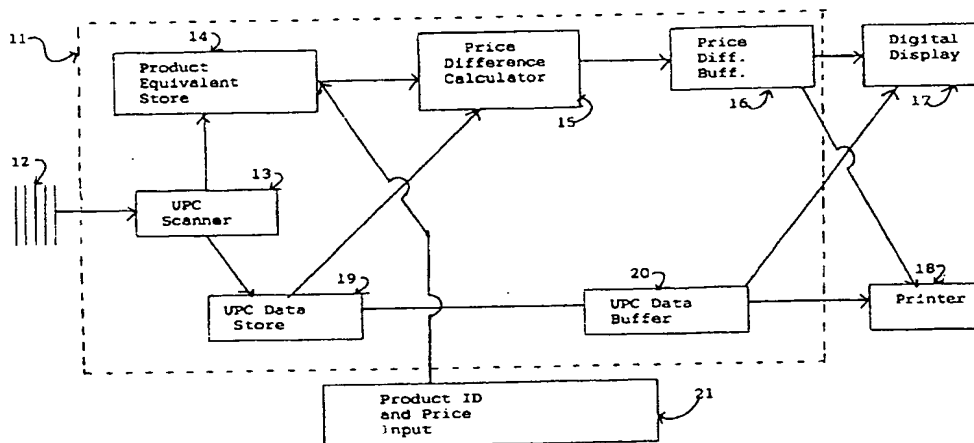 11
14
Product
Equivalent
Store
Price
Difference
Calculator
15
Price
Diff.
Buff.
16
Digital
Display
17
12
13
UPC
Scanner
19
UPC Data
Store
20
UPC Data
Buffer
18
Printer
Product ID
and Price
Input
21